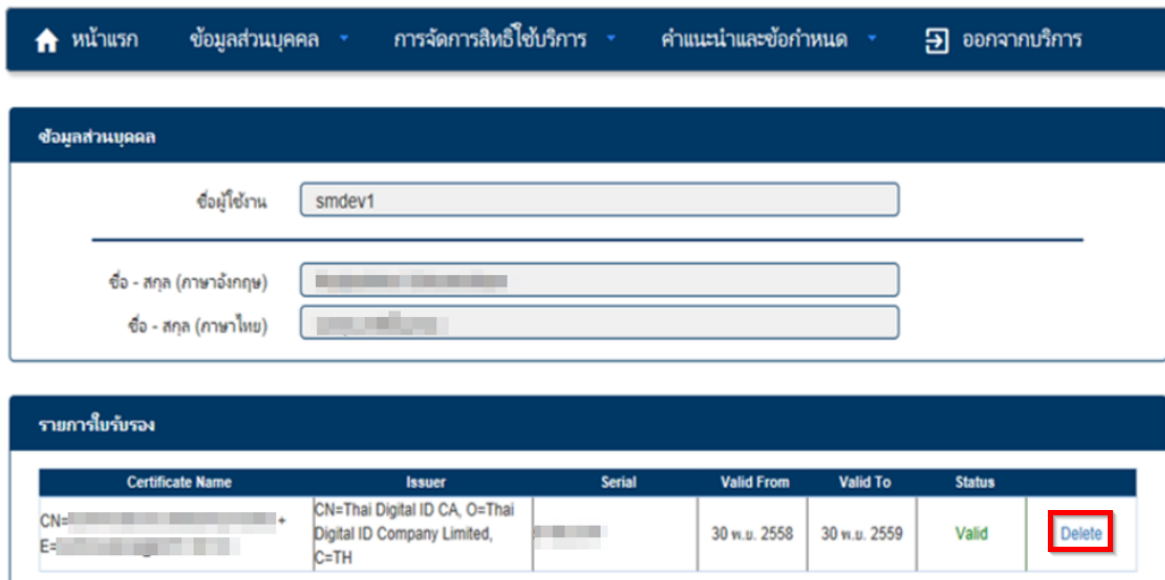 หน้าแรก ข้อมูลส่วนบุคคล การจัดการสิทธิ์ใช้บริการ คำแนะนำและข้อกำหนด ออกจากบริการ
ข้อมูลส่วนบุคคล
ชื่อผู้ใช้งาน smdev1
ชื่อ - สกุล (ภาษาอังกฤษ)
ชื่อ - สกุล (ภาษาไทย)
รายการใบรับรอง
Certificate Name Issuer Serial Valid From Valid To Status
CN= + CN=Thai Digital ID CA, O=Thai
E= Digital ID Company Limited, 30 พ.ย. 2558 30 พ.ย. 2559 Valid Delete
C=TH